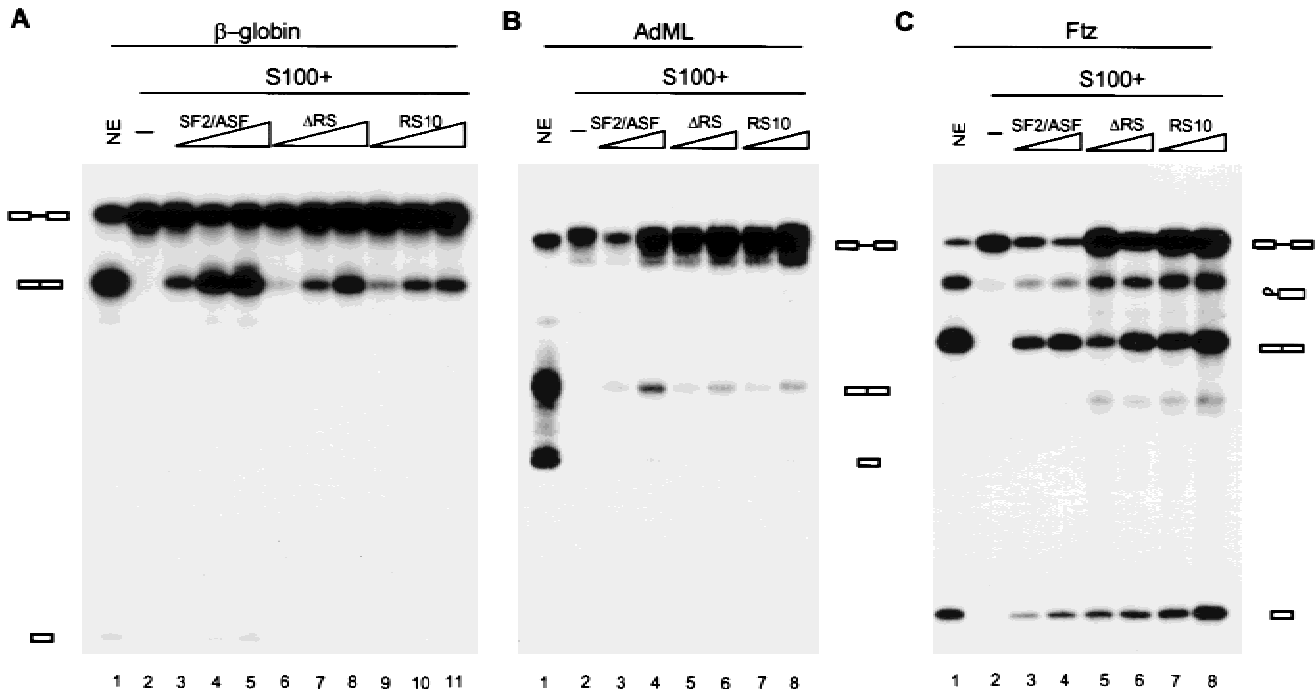 A
β–globin
S100+
NE
–
SF2/ASF
ΔRS
RS10
1 2 3 4 5 6 7 8 9 10 11
B
AdML
S100+
NE
–
SF2/ASF
ΔRS
RS10
1 2 3 4 5 6 7 8
C
Ftz
S100+
NE
–
SF2/ASF
ΔRS
RS10
1 2 3 4 5 6 7 8